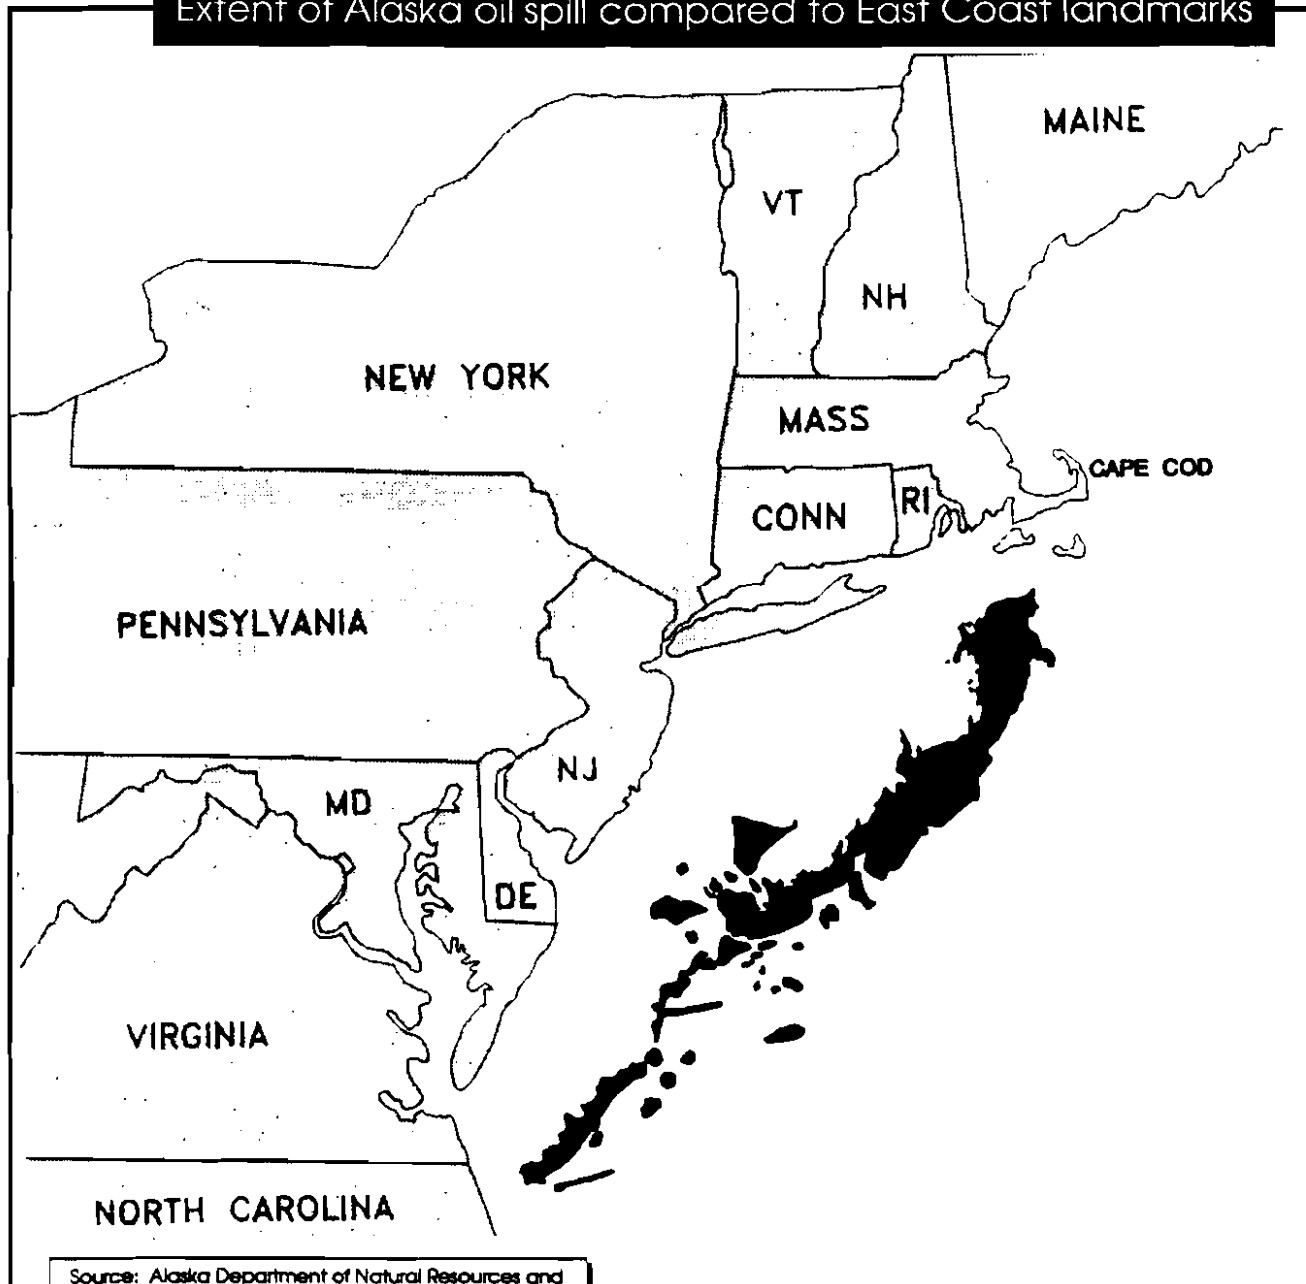 Extent of Alaska oil spill compared to East Coast landmarks
MAINE
VT
NH
NEW YORK
MASS
CAPE COD
CONN
RI
PENNSYLVANIA
NJ
MD
DE
VIRGINIA
NORTH CAROLINA
Source: Alaska Department of Natural Resources and